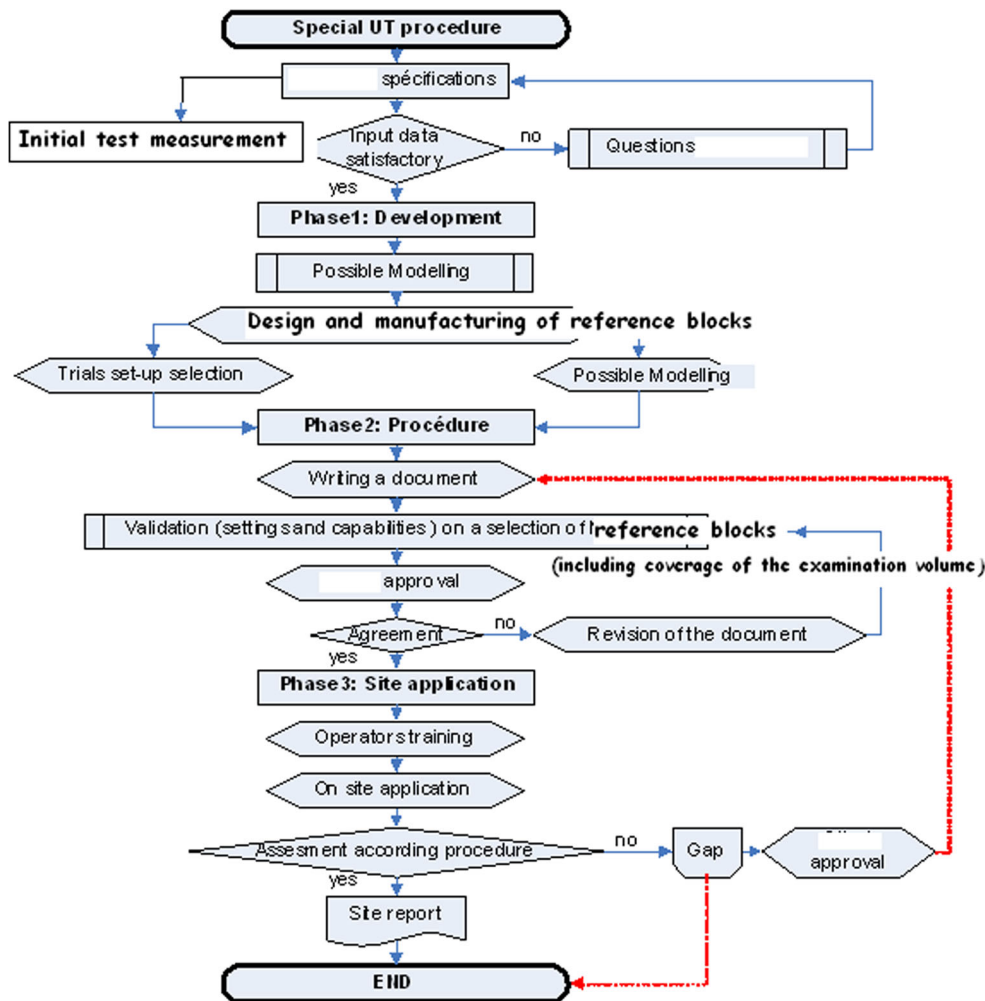 Special UT procedure
spécifications
Initial test measurement
Input data
satisfactory
no
Questions
yes
Phase1: Development
Possible Modelling
Design and manufacturing of reference blocks
Trials set-up selection
Possible Modelling
Phase2: Procédure
Writing a document
Validation (setting and capabilities ) on a selection of reference blocks
(including coverage of the examination volume)
approval
Agreement
no
Revision of the document
yes
Phase3: Site application
Operators training
On site application
Assesment according procedure
no
Gap
approval
yes
Site report
END